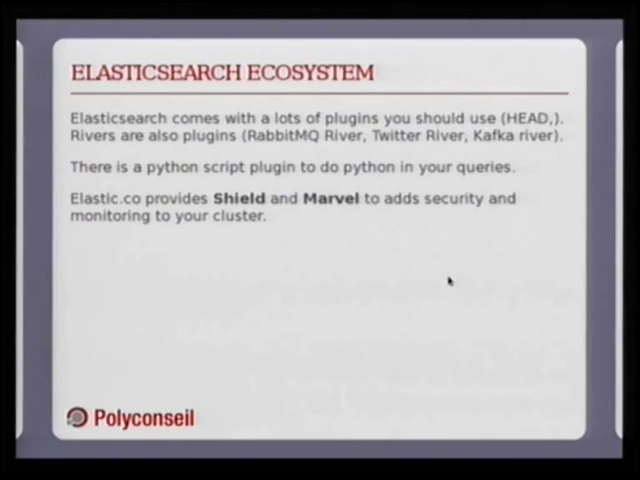 ELASTICSEARCH ECOSYSTEM
Elasticsearch comes with a lots of plugins you should use (HEAD,).
Rivers are also plugins (RabbitMQ River, Twitter River, Kafka river).
There is a python script plugin to do python in your queries.
Elastic.co provides Shield and Marvel to adds security and
monitoring to your cluster.
Polyconseil